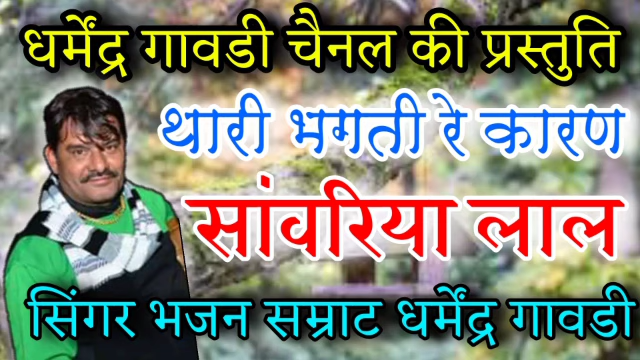 धर्मेंद्र गावडी चैनल की प्रस्तुति
थारी भगती रे कारण
सांवरिया लाल
सिंगर भजन सम्राट धर्मेंद्र गावडी